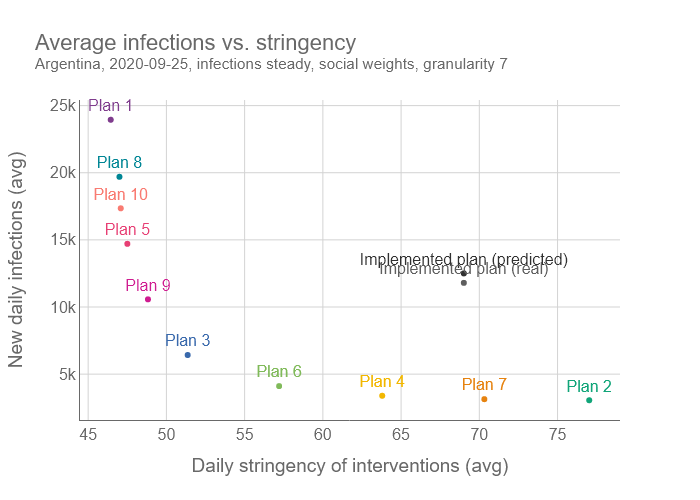 Average infections vs. stringency
Argentina, 2020-09-25, infections steady, social weights, granularity 7
New daily infections (avg)
25k
20k
15k
10k
5k
Plan 1
Plan 8
Plan 10
Plan 5
Implemented plan (predicted)
Implemented plan (real)
Plan 9
Plan 3
Plan 6
Plan 4
Plan 7
Plan 2
45
50
55
60
65
70
75
Daily stringency of interventions (avg)